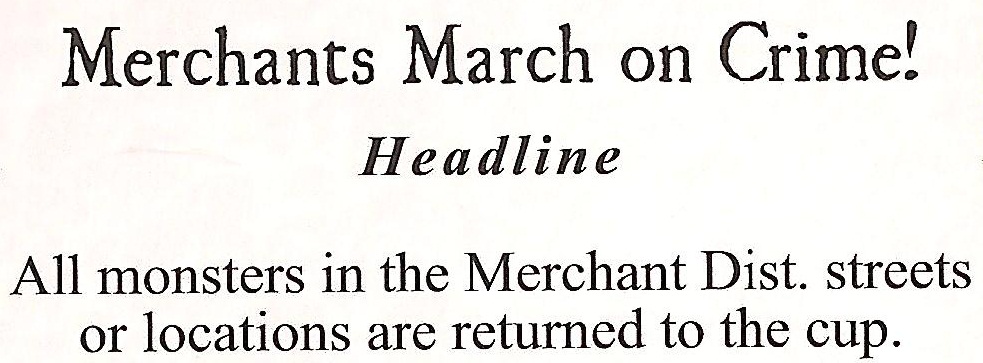 Merchants March on Crime!
Headline
All monsters in the Merchant Dist. streets
or locations are returned to the cup.